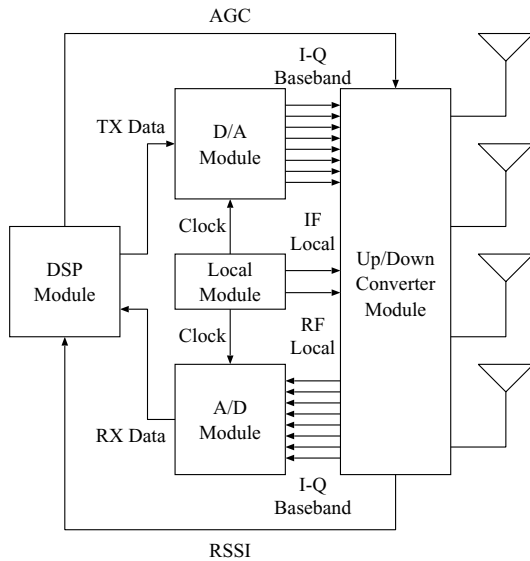 AGC
I-Q
Baseband
TX Data
D/A
Module
Clock
IF
Local
DSP
Module
Local
Module
Up/Down
Converter
Module
RF
Local
Clock
RX Data
A/D
Module
I-Q
Baseband
RSSI